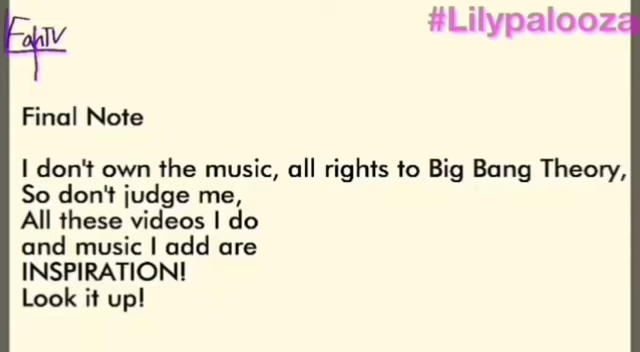 #Lilypalooza
EqhTV
Final Note
I don't own the music, all rights to Big Bang Theory,
So don't judge me,
All these videos I do
and music I add are
INSPIRATION!
Look it up!